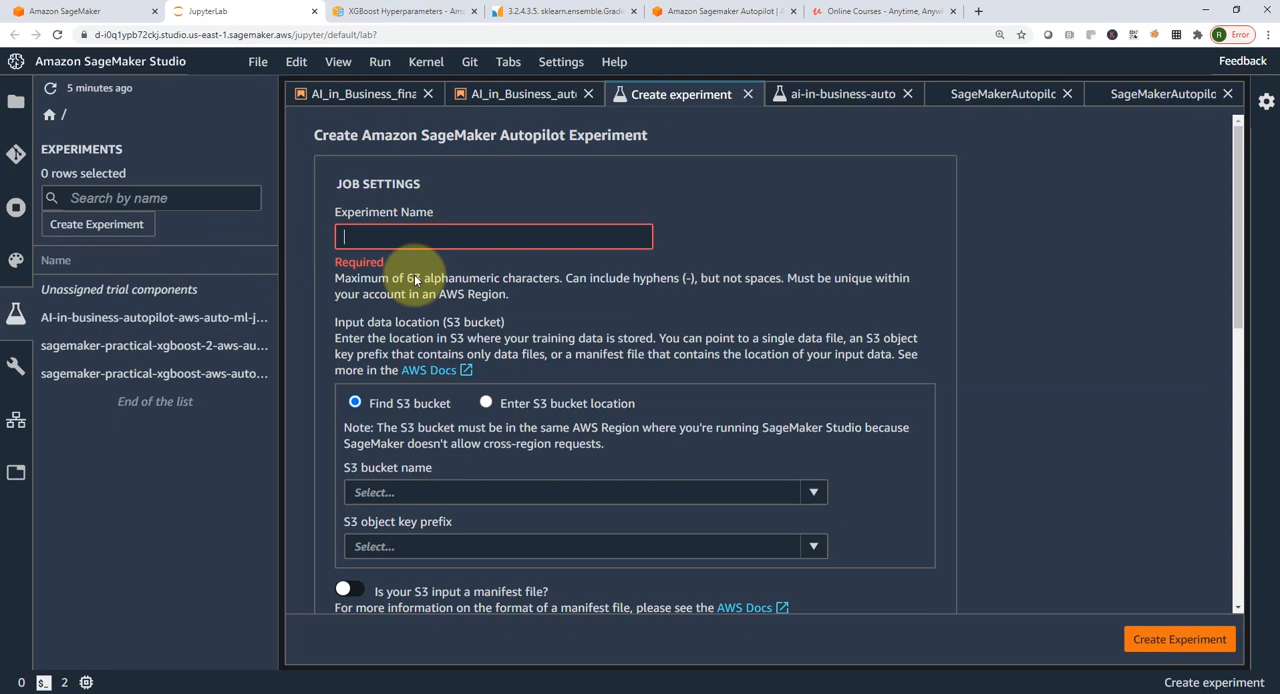 Amazon SageMaker
JupyterLab
XGBoost Hyperparameters - Am
3.2.4.3.5. sklearn.ensemble.Gradi
Amazon Sagemaker Autopilot | A
Online Courses - Anytime, Anyw
d-i0q1ypb72ckj.studio.us-east-1.sagemaker.aws/jupyter/default/lab?
R Error
Amazon SageMaker Studio
File Edit View Run Kernel Git Tabs Settings Help
Feedback
5 minutes ago
AI_in_Business_fina
AI_in_Business_aut
Create experiment
ai-in-business-auto
SageMakerAutopilo
SageMakerAutopilo
/
EXPERIMENTS
0 rows selected
Search by name
Create Experiment
Name
Unassigned trial components
AI-in-business-autopilot-aws-auto-ml-j...
sagemaker-practical-xgboost-2-aws-au...
sagemaker-practical-xgboost-aws-auto...
End of the list
Create Amazon SageMaker Autopilot Experiment
JOB SETTINGS
Experiment Name
Required
Maximum of 63 alphanumeric characters. Can include hyphens (-), but not spaces. Must be unique within
your account in an AWS Region.
Input data location (S3 bucket)
Enter the location in S3 where your training data is stored. You can point to a single data file, an S3 object
key prefix that contains only data files, or a manifest file that contains the location of your input data. See
more in the AWS Docs
Find S3 bucket
Enter S3 bucket location
Note: The S3 bucket must be in the same AWS Region where you're running SageMaker Studio because
SageMaker doesn't allow cross-region requests.
S3 bucket name
Select...
S3 object key prefix
Select...
Is your S3 input a manifest file?
For more information on the format of a manifest file, please see the AWS Docs
Create Experiment
0
2
Create experiment